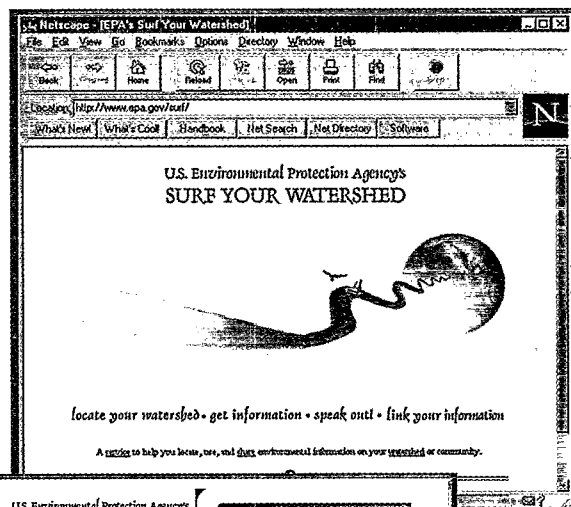 Netscape - [EPA's Surf Your Watershed]
File Edit View Go Bookmarks Options Directory Window Help
Back Home Reload Open Print Find
Location: http://www.epa.gov/surf/
What's New! What's Cool! Handbook Net Search Net Directory Software
N
U.S. Environmental Protection Agency's
SURF YOUR WATERSHED
locate your watershed • get information • speak out! • link your information
A service to help you locate, use, and share environmental information on your watershed or community.
U.S. Environmental Protection Agency's